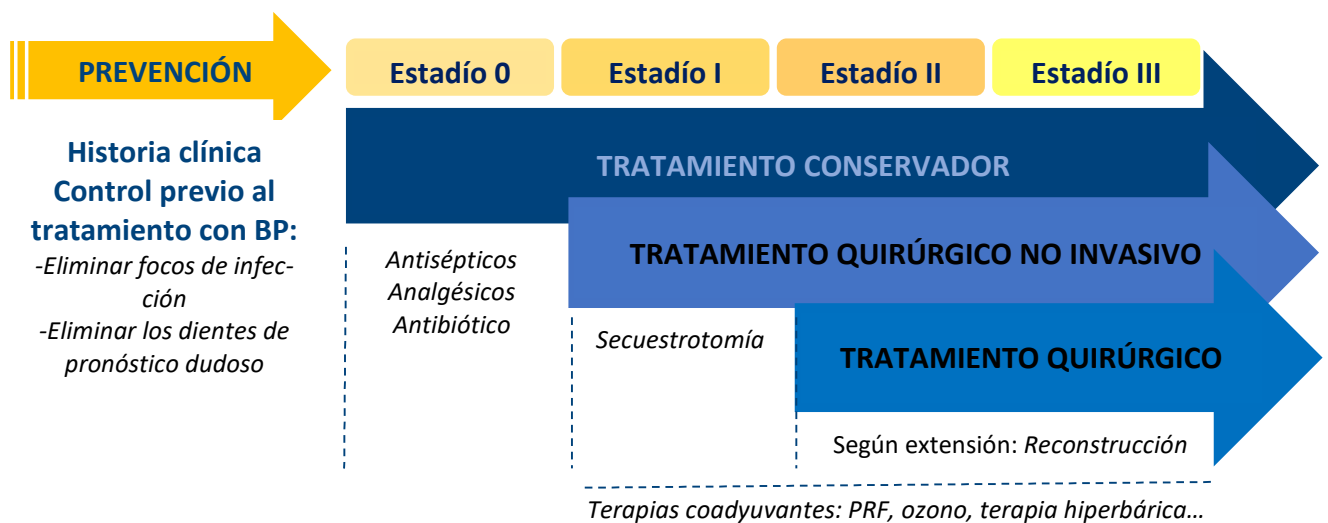 PREVENCIÓN
Historia clínica
Control previo al
tratamiento con BP:
-Eliminar focos de infec-
ción
-Eliminar los dientes de
pronóstico dudoso
Estadío 0
Estadío I
Estadío II
Estadío III
TRATAMIENTO CONSERVADOR
TRATAMIENTO QUIRÚRGICO NO INVASIVO
Antisépticos
Analgésicos
Antibiótico
Secuestrotomía
TRATAMIENTO QUIRÚRGICO
Según extensión: Reconstrucción
Terapias coadyuvantes: PRF, ozono, terapia hiperbárica…